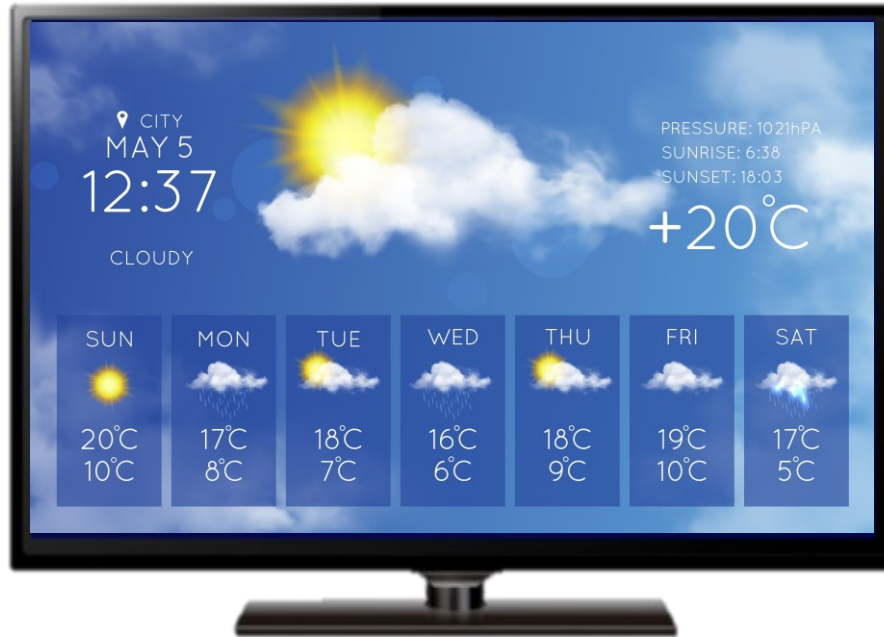 CITY
MAY 5
12:37
CLOUDY
PRESSURE: 1021hPA
SUNRISE: 6:38
SUNSET: 18:03
+20°C
SUN
20°C
10°C
MON
17°C
8°C
TUE
18°C
7°C
WED
16°C
6°C
THU
18°C
9°C
FRI
19°C
10°C
SAT
17°C
5°C